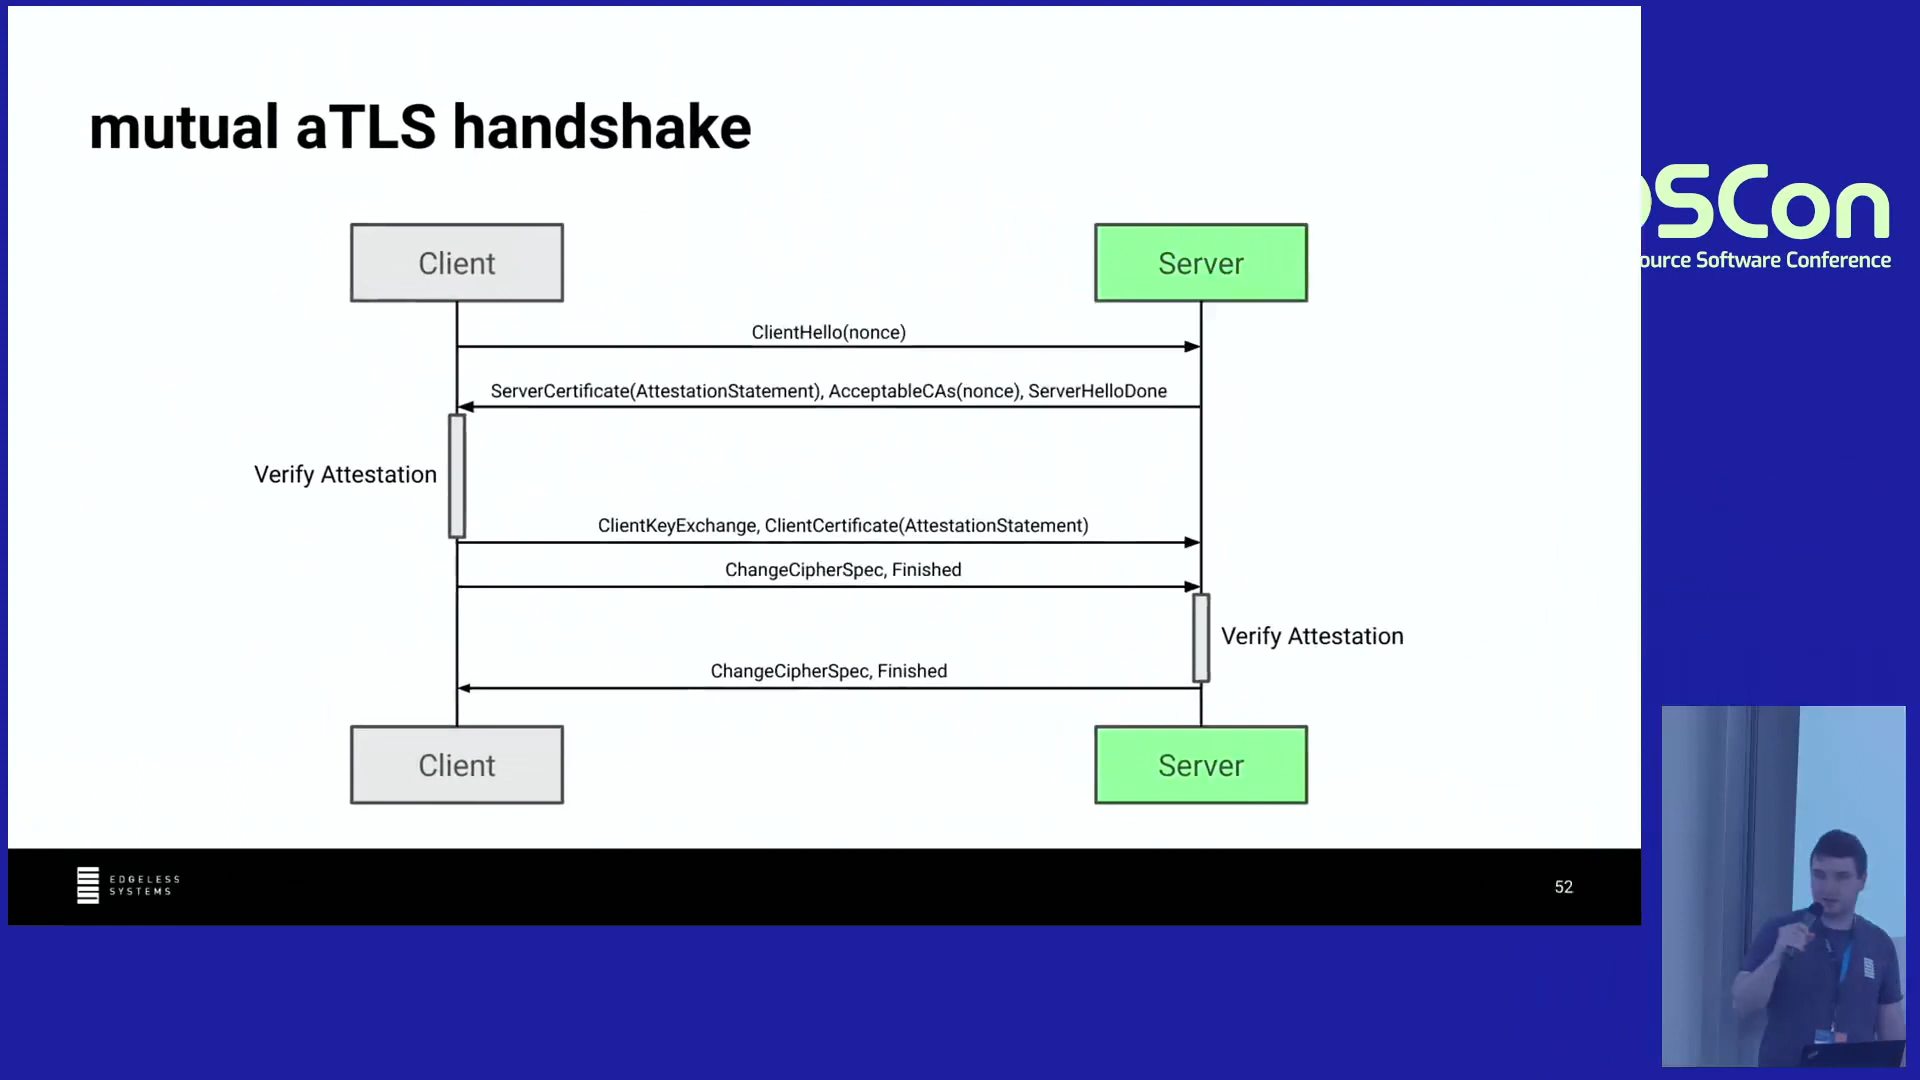 mutual aTLS handshake
Client
Server
ClientHello(nonce)
ServerCertificate(AttestationStatement), AcceptableCAs(nonce), ServerHelloDone
Verify Attestation
ClientKeyExchange, ClientCertificate(AttestationStatement)
ChangeCipherSpec, Finished
Verify Attestation
ChangeCipherSpec, Finished
Client
Server
EDGELESS
SYSTEMS
52
SCon
ource Software Conference